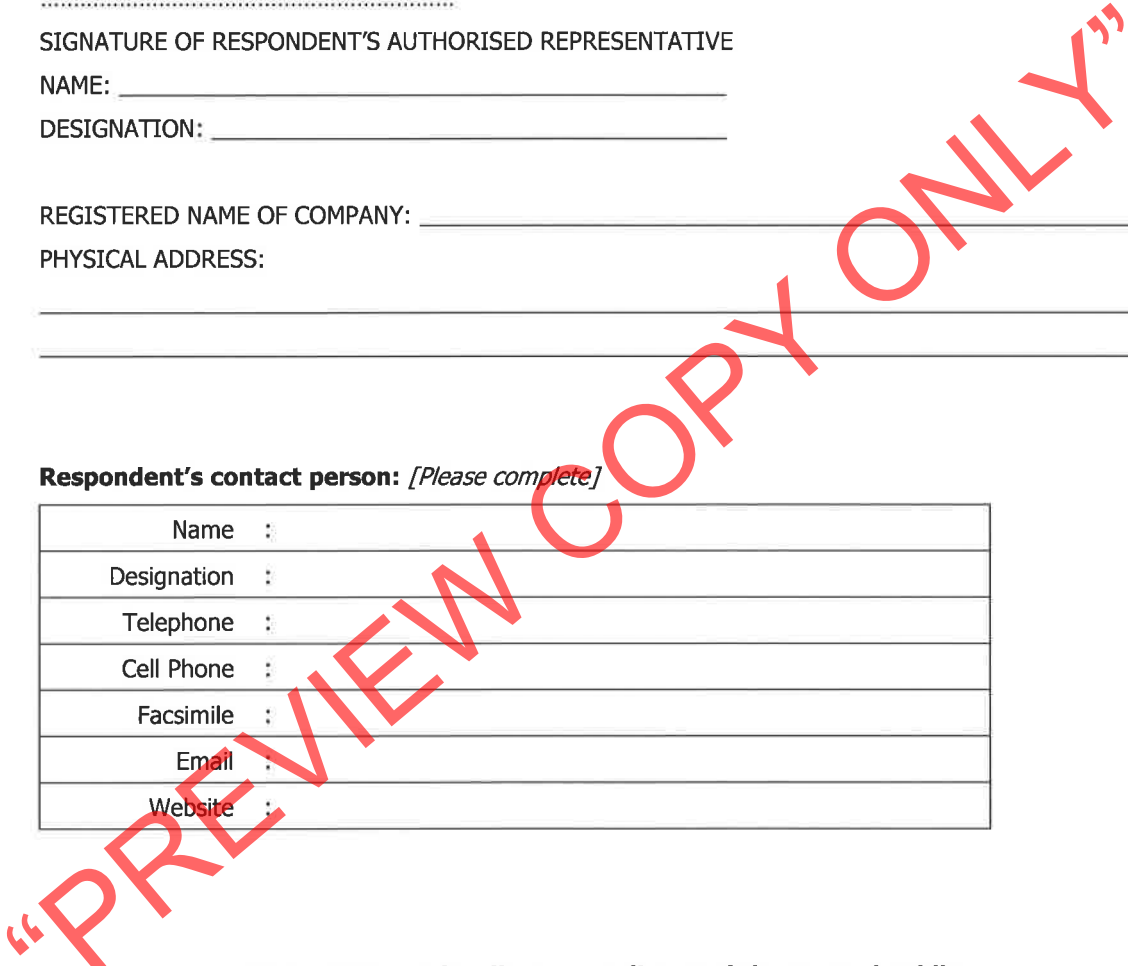 SIGNATURE OF RESPONDENT'S AUTHORISED REPRESENTATIVE
NAME:
DESIGNATION:
REGISTERED NAME OF COMPANY:
PHYSICAL ADDRESS:
Respondent's contact person: [Please complete]
Name :
Designation :
Telephone :
Cell Phone :
Facsimile :
Email :
Website :
“PREVIEW COPY ONLY”